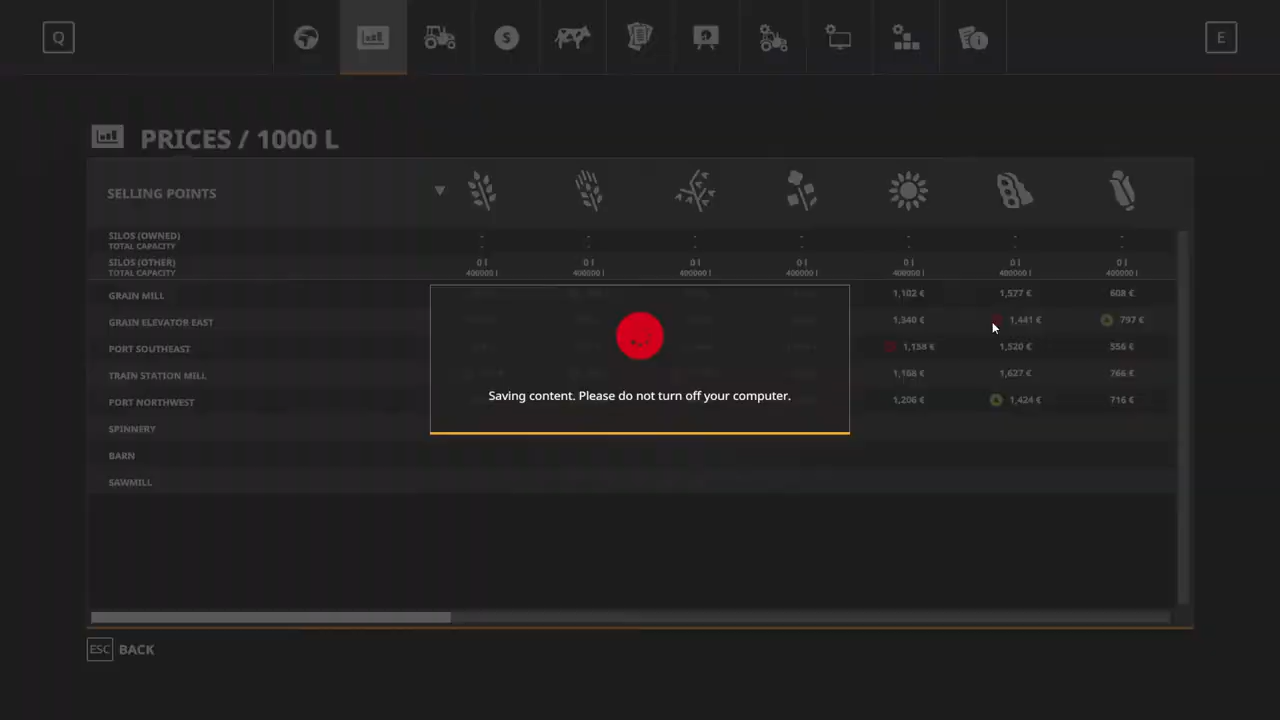 Q
E
PRICES / 1000 L
SELLING POINTS
SILOS (OWNED) - - - - - - -
TOTAL CAPACITY - - - - - - -
SILOS (OTHER) 0 l 0 l 0 l 0 l 0 l 0 l 0 l
TOTAL CAPACITY 400000 l 400000 l 400000 l 400000 l 400000 l 400000 l 400000 l
GRAIN MILL 1,102 € 1,577 € 608 €
GRAIN ELEVATOR EAST 1,340 € 1,441 € 797 €
PORT SOUTHEAST 1,158 € 1,520 € 556 €
TRAIN STATION MILL 1,168 € 1,627 € 766 €
PORT NORTHWEST 1,206 € 1,424 € 716 €
SPINNERY
BARN
SAWMILL
Saving content. Please do not turn off your computer.
ESC BACK